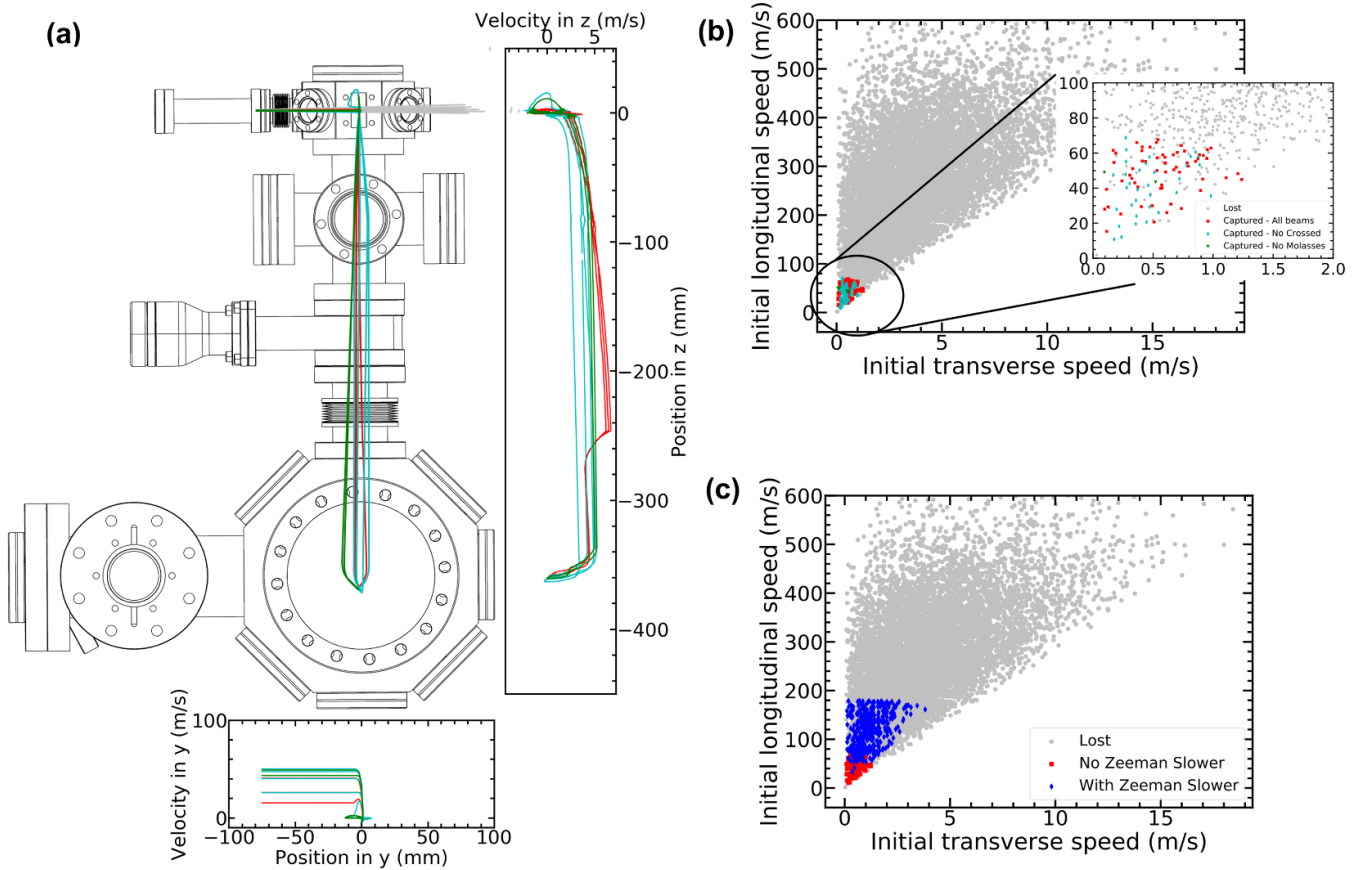 (a)
Velocity in z (m/s)
0 5
0
−100
−200
−300
−400
Position in z (mm)
Velocity in y (m/s)
100
0
−100 −50 0 50 100
Position in y (mm)
(b)
Initial longitudinal speed (m/s)
600
500
400
300
200
100
0
0 5 10 15
Initial transverse speed (m/s)
100
80
60
40
20
0
0.0 0.5 1.0 1.5 2.0
Lost
Captured - All beams
Captured - No Crossed
Captured - No Molasses
(c)
Initial longitudinal speed (m/s)
600
500
400
300
200
100
0
0 5 10 15
Initial transverse speed (m/s)
Lost
No Zeeman Slower
With Zeeman Slower